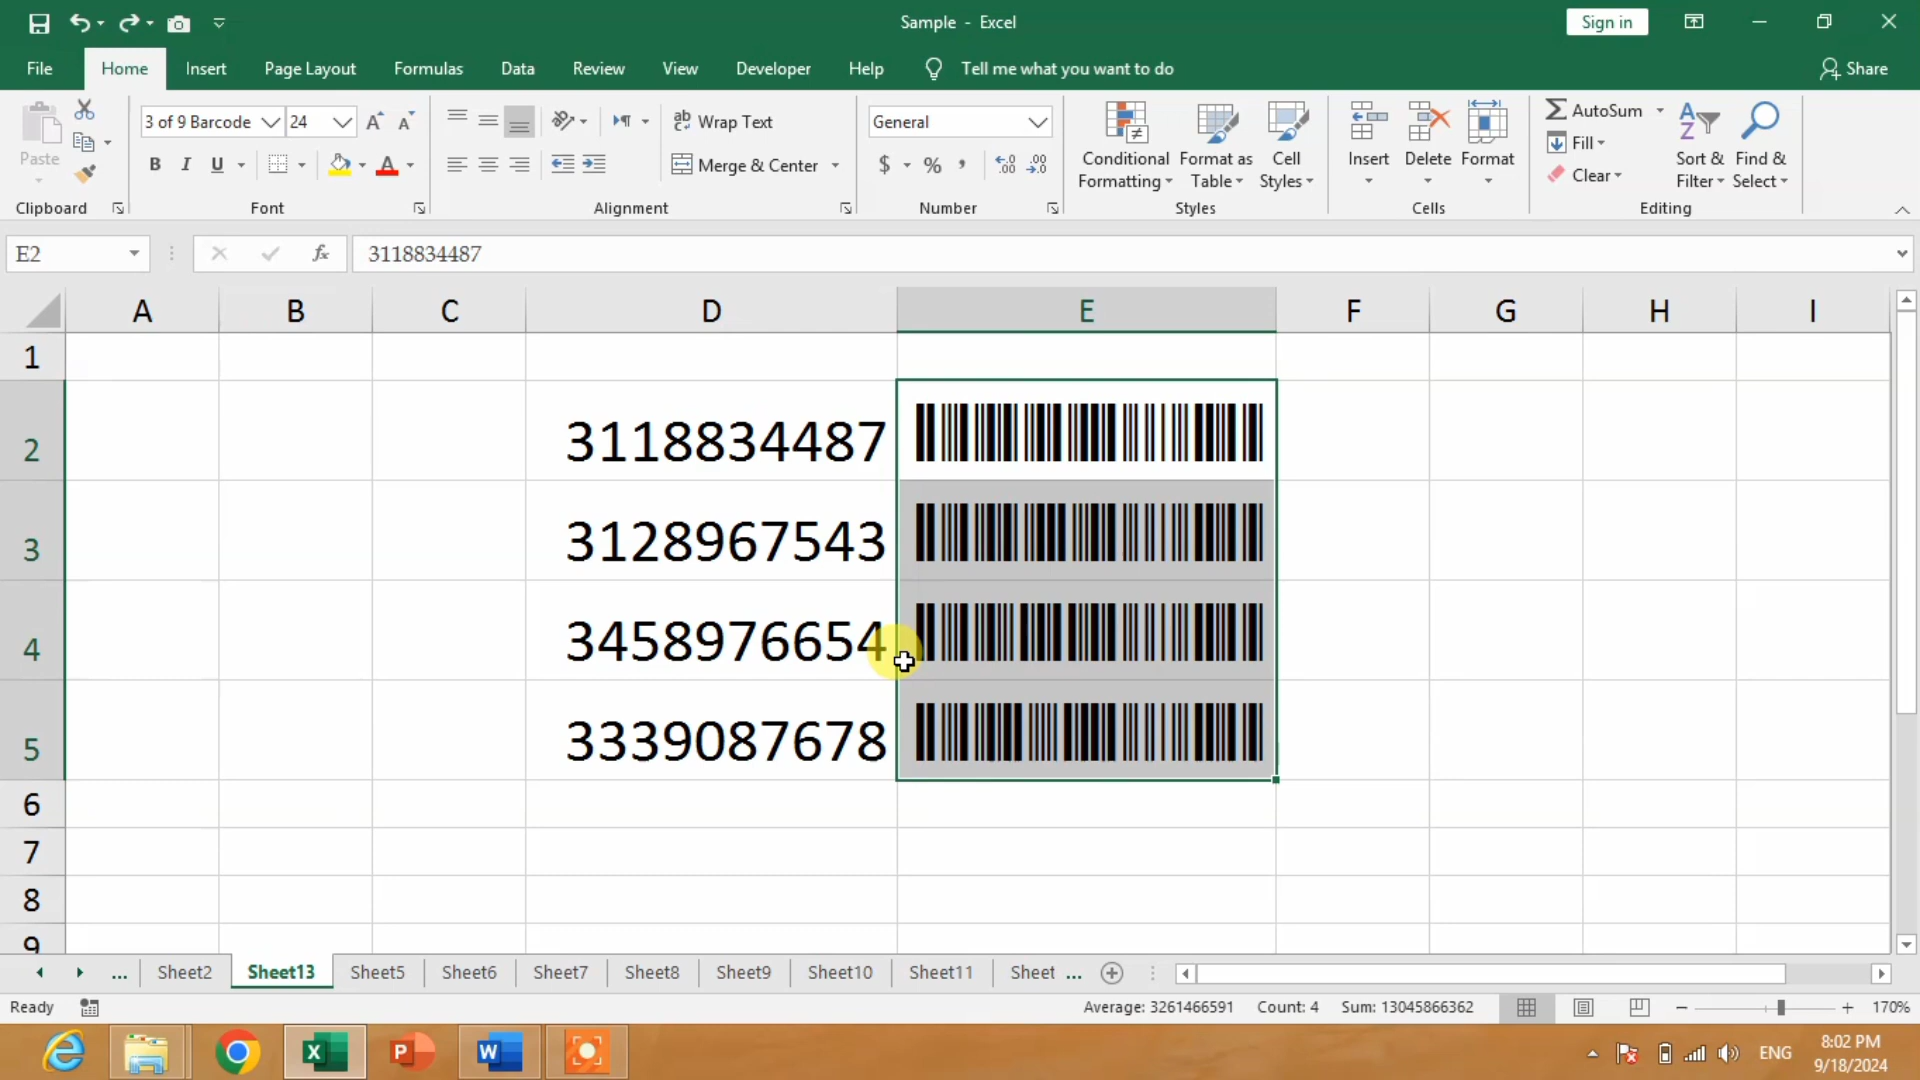 Sample - Excel
Sign in
File Home Insert Page Layout Formulas Data Review View Developer Help Tell me what you want to do Share
Paste
3 of 9 Barcode 24
B I U A
ab Wrap Text
Merge & Center
General
$ % ,
Conditional Formatting
Format as Table
Cell Styles
Insert Delete Format
AutoSum
Fill
Clear
Sort & Filter
Find & Select
Clipboard Font Alignment Number Styles Cells Editing
E2 fx 3118834487
A B C D E F G H I
1
2 3118834487
3 3128967543
4 3458976654
5 3339087678
6
7
8
9
... Sheet2 Sheet13 Sheet5 Sheet6 Sheet7 Sheet8 Sheet9 Sheet10 Sheet11 Sheet ...
Ready Average: 3261466591 Count: 4 Sum: 13045866362 170%
ENG 8:02 PM
9/18/2024